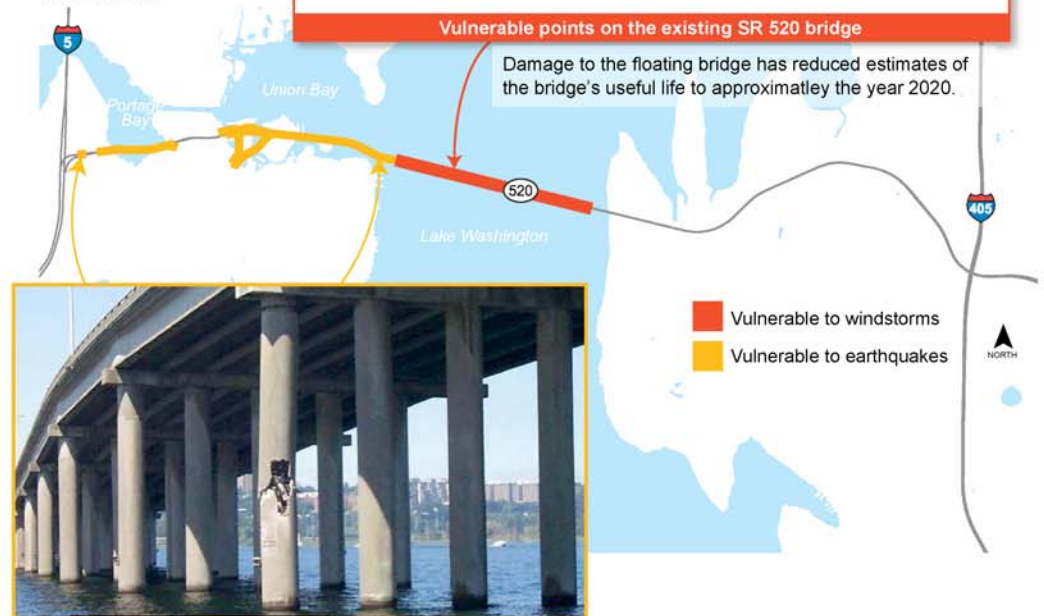 Vulnerable points on the existing SR 520 bridge
5
Damage to the floating bridge has reduced estimates of
the bridge's useful life to approximatley the year 2020.
Union Bay
Portage
Bay
520
405
Lake Washington
Vulnerable to windstorms
Vulnerable to earthquakes
NORTH